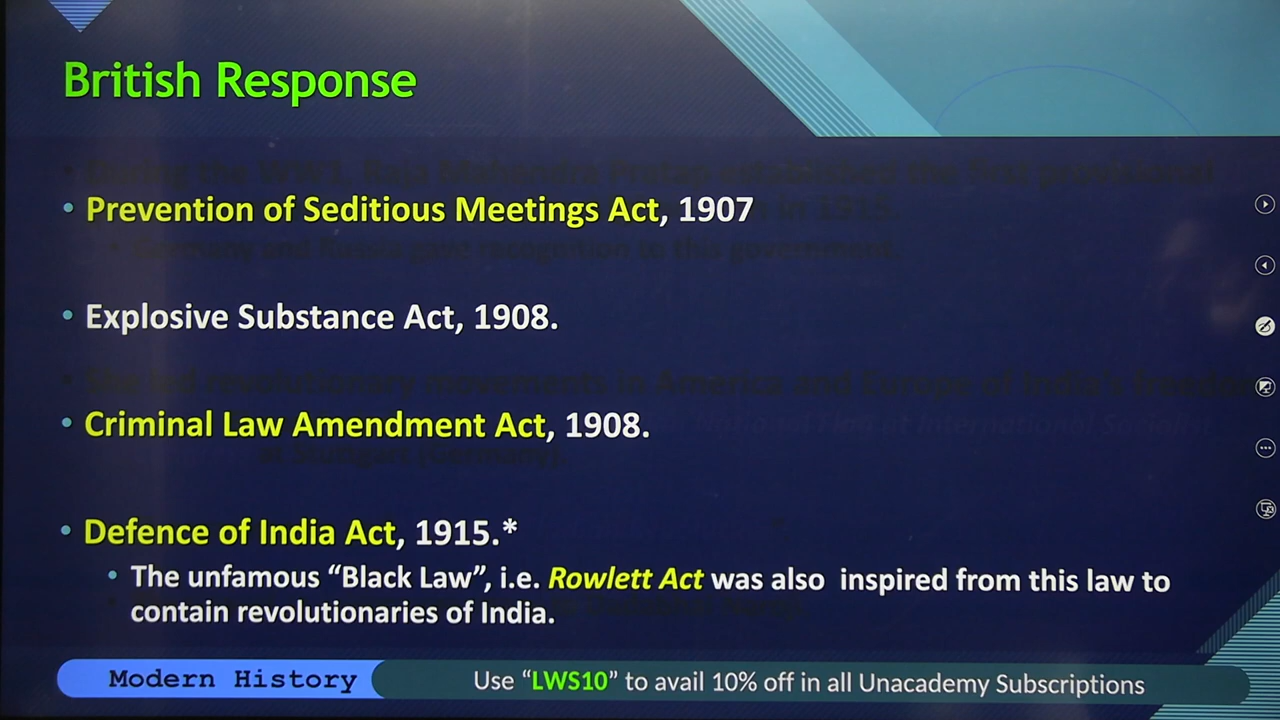 British Response
• Prevention of Seditious Meetings Act, 1907
• Explosive Substance Act, 1908.
• Criminal Law Amendment Act, 1908.
• Defence of India Act, 1915.*
• The unfamous “Black Law”, i.e. Rowlett Act was also inspired from this law to
contain revolutionaries of India.
Modern History
Use “LWS10” to avail 10% off in all Unacademy Subscriptions